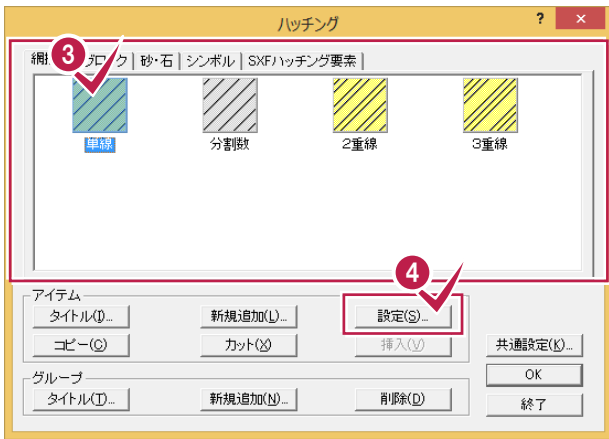 ハッチング ? ×
網掛 ブロック 砂・石 シンボル SXFハッチング要素
3
単線 分割数 2重線 3重線
4
アイテム
タイトル(I)... 新規追加(L)... 設定(S)...
コピー(C) カット(X) 挿入(V) 共通設定(K)...
グループ OK
タイトル(T)... 新規追加(N)... 削除(D) 終了